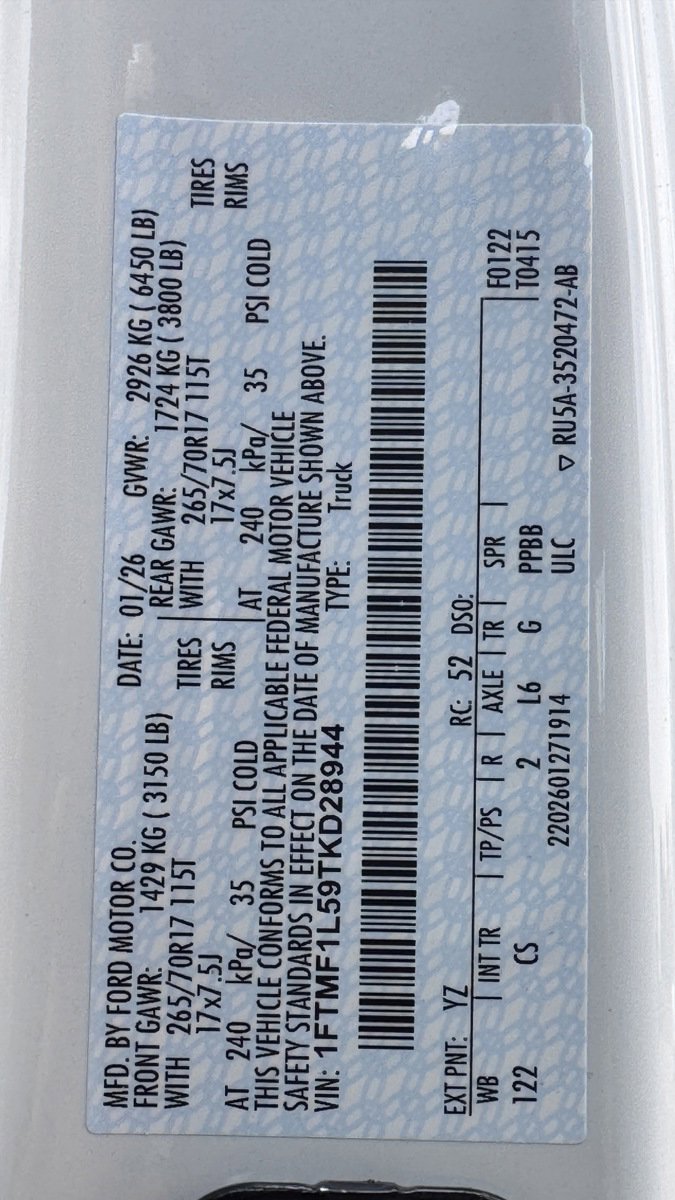 MFD. BY FORD MOTOR CO.
DATE: 01/26 GVWR: 2926 KG ( 6450 LB)
FRONT GAWR: 1429 KG ( 3150 LB) REAR GAWR: 1724 KG ( 3800 LB)
WITH 265/70R17 115T TIRES WITH 265/70R17 115T TIRES
17x7.5J RIMS 17x7.5J RIMS
AT 240 kPa/ 35 PSI COLD AT 240 kPa/ 35 PSI COLD
THIS VEHICLE CONFORMS TO ALL APPLICABLE FEDERAL MOTOR VEHICLE
SAFETY STANDARDS IN EFFECT ON THE DATE OF MANUFACTURE SHOWN ABOVE.
VIN: 1FTMF1L59TKD28944 TYPE: Truck
EXT PNT: YZ RC: 52 DSO:
WB INT TR TP/PS R AXLE TR SPR F0122
T0415
122 CS 2 L6 G PPBB
2202601271914 ULC ▽ RU5A-3520472-AB